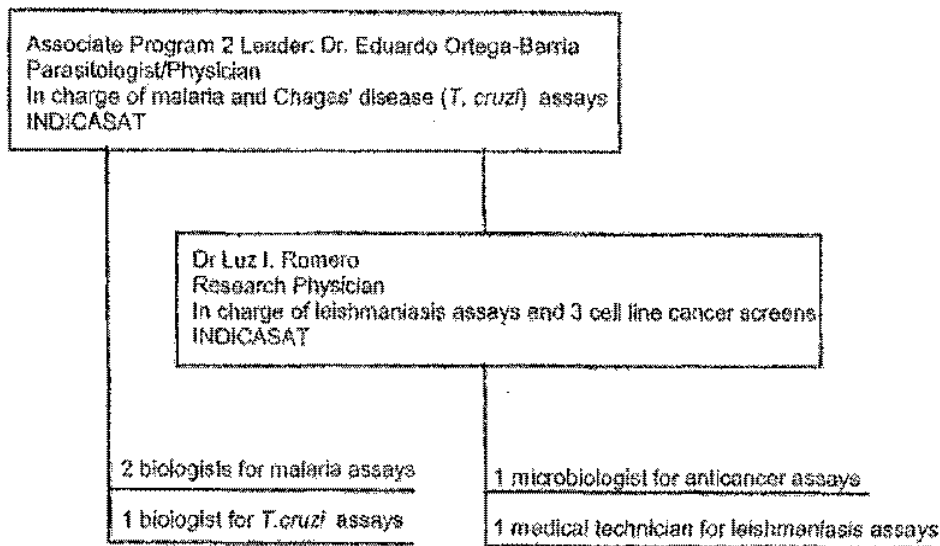 Associate Program 2 Leader: Dr. Eduardo Ortega-Barria
Parasitologist/Physician
In charge of malaria and Chagas' disease (T. cruzi) assays
INDICASAT
Dr Luz I. Romero
Research Physician
In charge of leishmaniasis assays and 3 cell line cancer screens
INDICASAT
2 biologists for malaria assays
1 biologist for T.cruzi assays
1 microbiologist for anticancer assays
1 medical technician for leishmaniasis assays